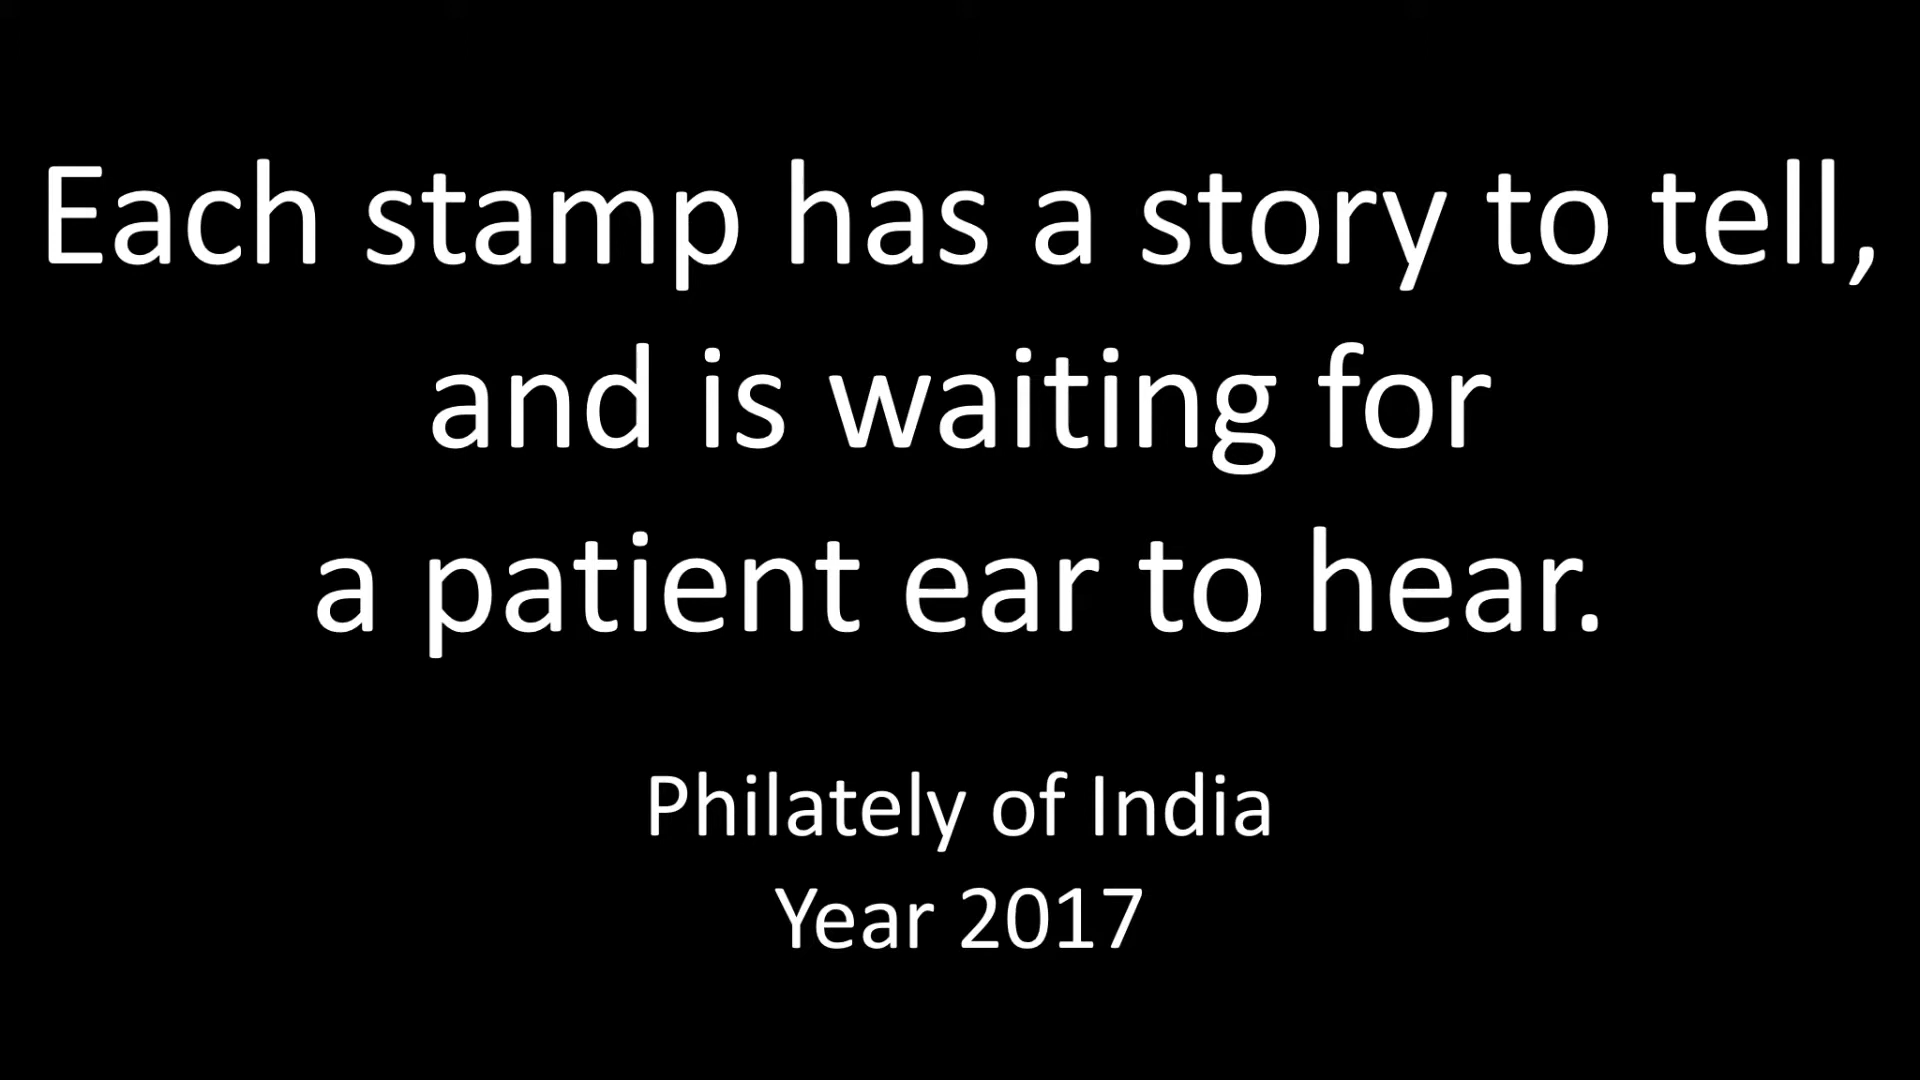 Each stamp has a story to tell,
and is waiting for
a patient ear to hear.
Philately of India
Year 2017